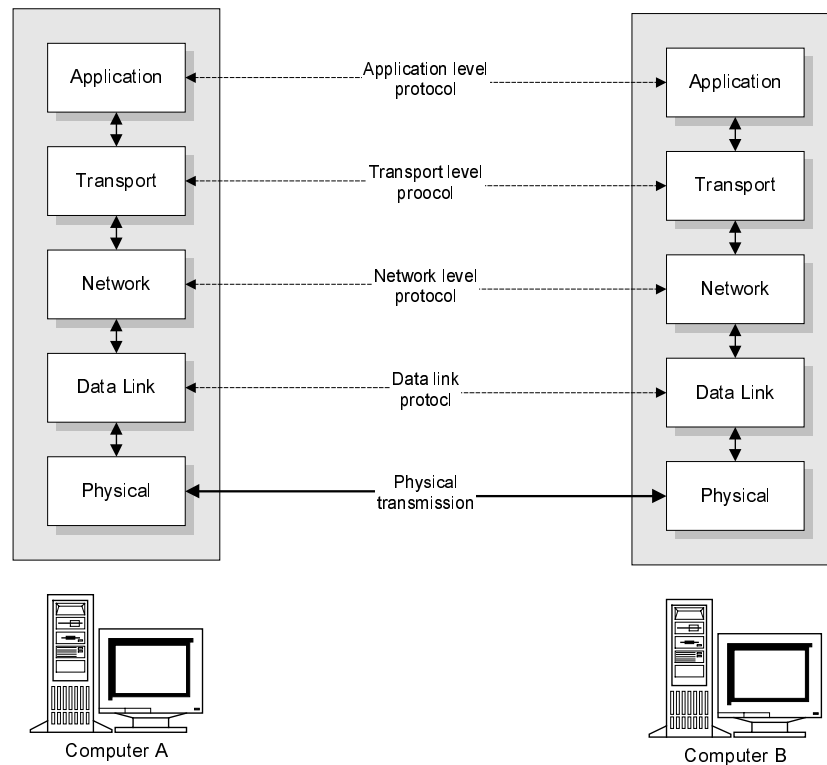 Application
Application level
protocol
Application
Transport
Transport level
proocol
Transport
Network
Network level
protocol
Network
Data Link
Data link
protocl
Data Link
Physical
Physical
transmission
Physical
Computer A
Computer B